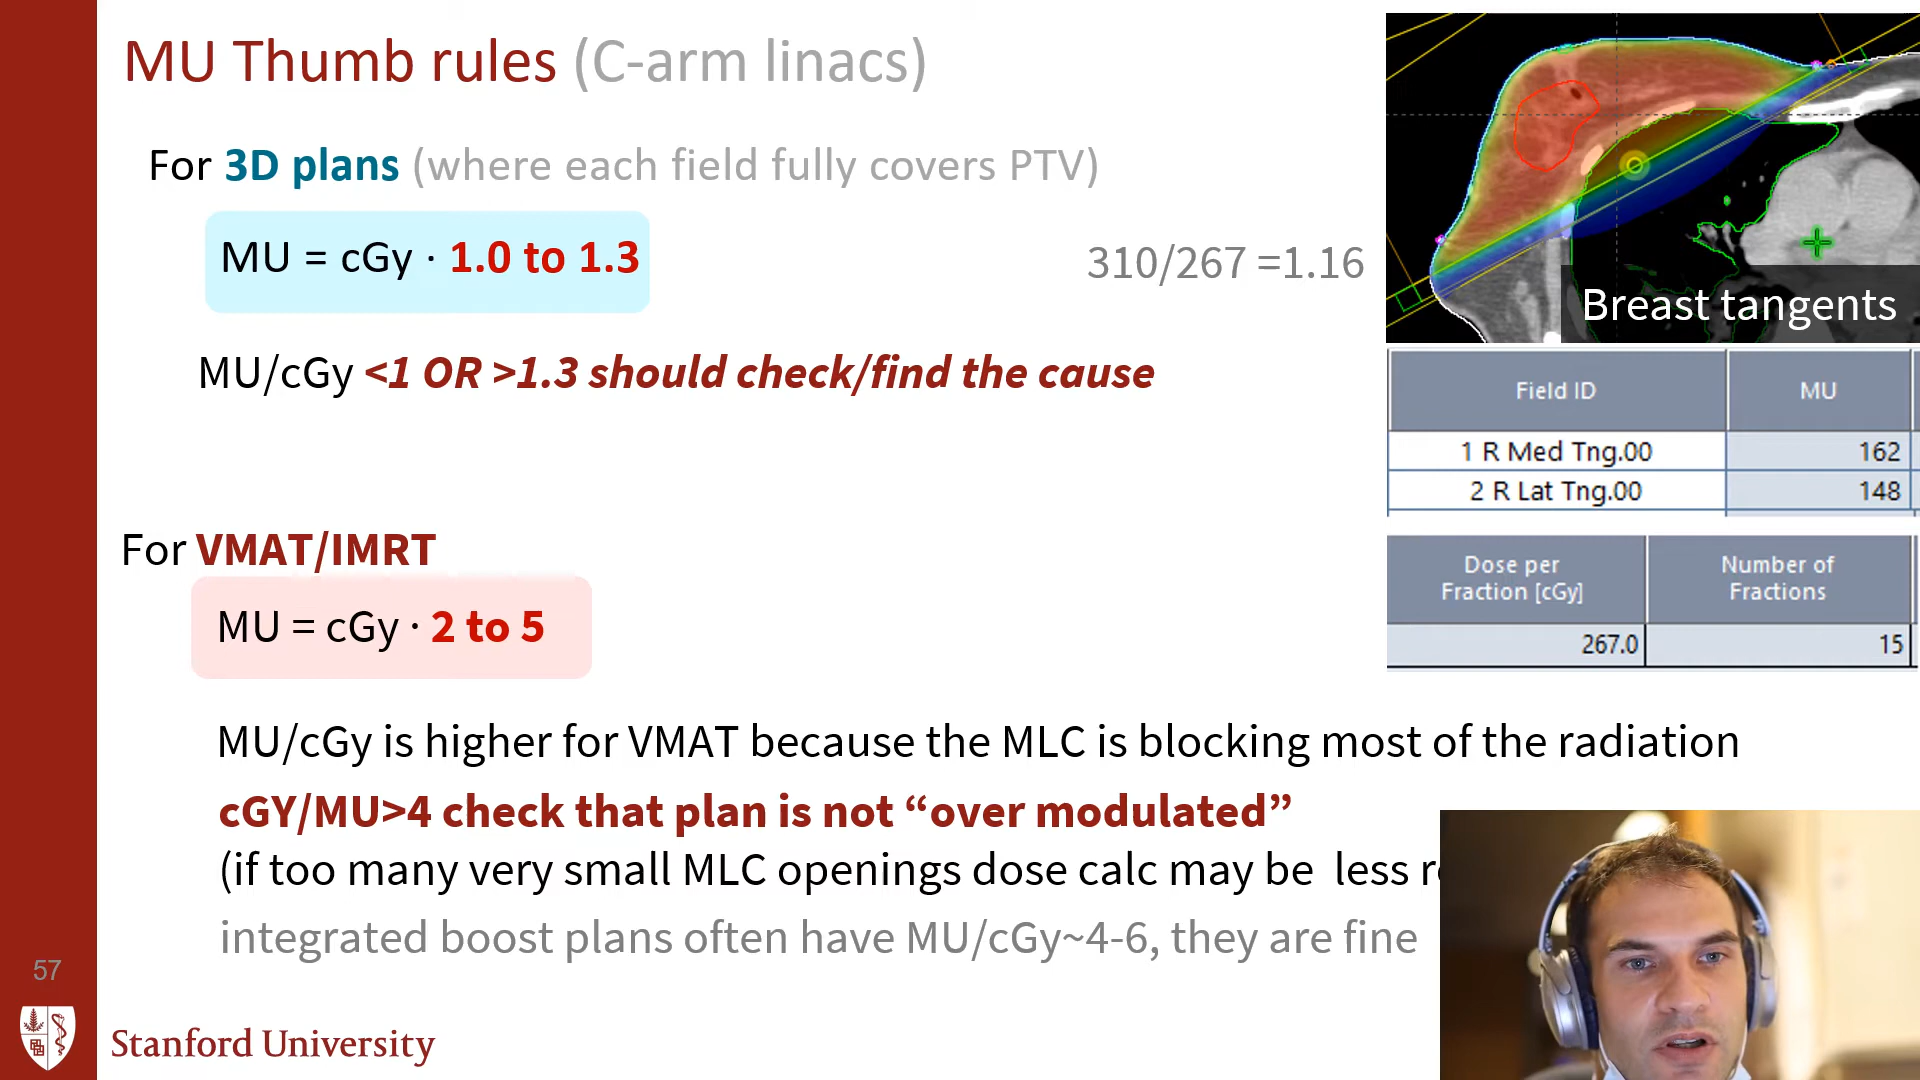 MU Thumb rules (C-arm linacs)
For 3D plans (where each field fully covers PTV)
MU = cGy · 1.0 to 1.3
310/267 =1.16
MU/cGy <1 OR >1.3 should check/find the cause
Breast tangents
Field ID MU
1 R Med Tng.00 162
2 R Lat Tng.00 148
Dose per Number of
Fraction [cGy] Fractions
267.0 15
For VMAT/IMRT
MU = cGy · 2 to 5
MU/cGy is higher for VMAT because the MLC is blocking most of the radiation
cGY/MU>4 check that plan is not “over modulated”
(if too many very small MLC openings dose calc may be less
integrated boost plans often have MU/cGy~4-6, they are fine
57
Stanford University